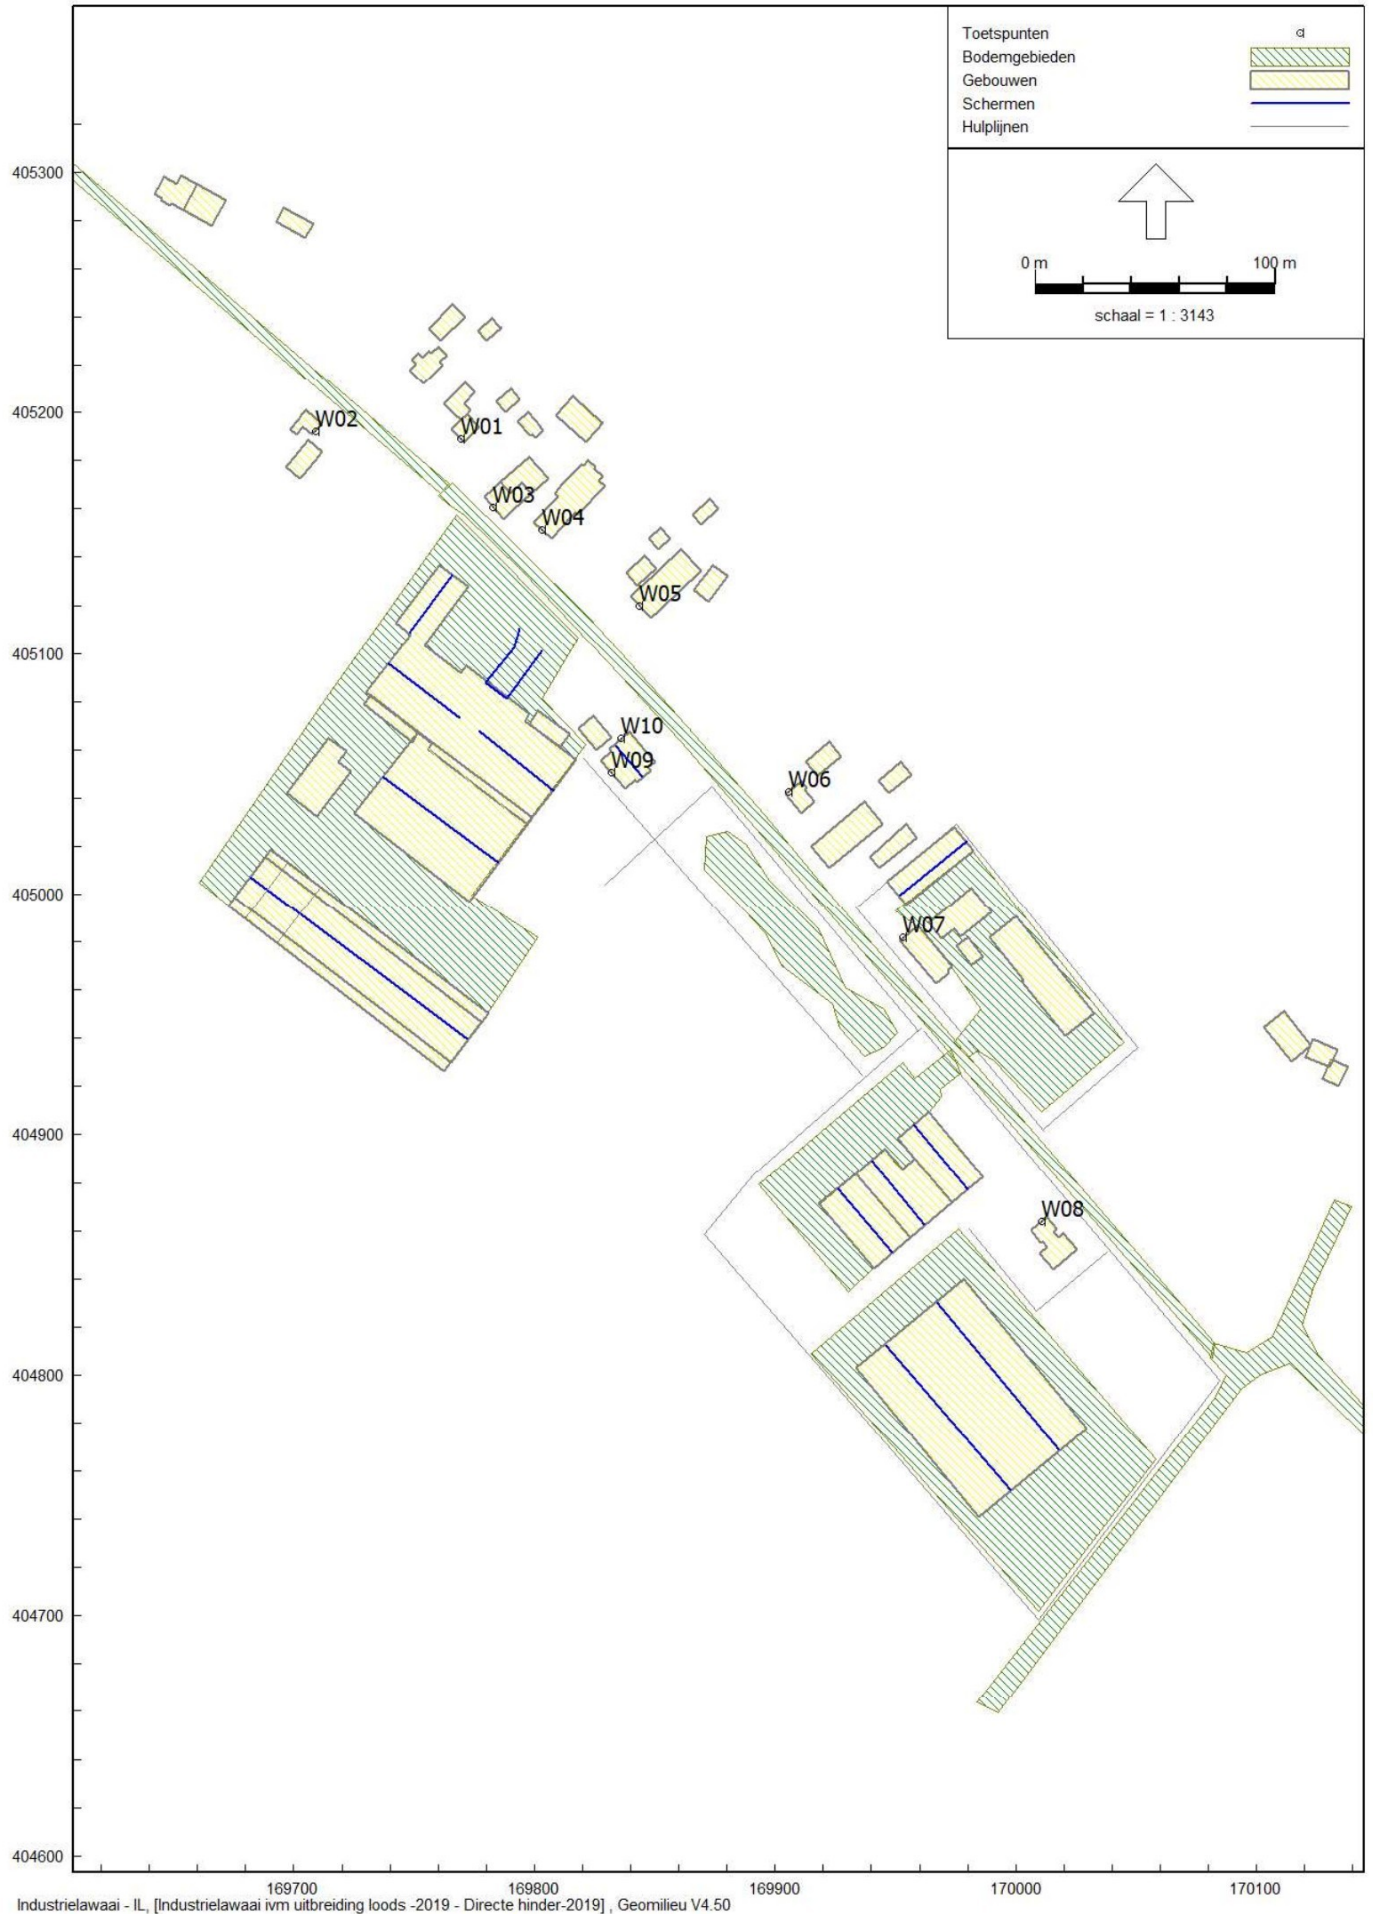 Toetspunten
Bodemgebieden
Gebouwen
Schermen
Hulplijnen
0 m 100 m
schaal = 1 : 3143
405300
405200
405100
405000
404900
404800
404700
404600
W02
W01
W03
W04
W05
W10
W09
W06
W07
W08
169700 169800 169900 170000 170100
Industrielawaai - IL, [Industrielawaai ivm uitbreiding loods -2019 - Directe hinder-2019] , Geomilieu V4.50